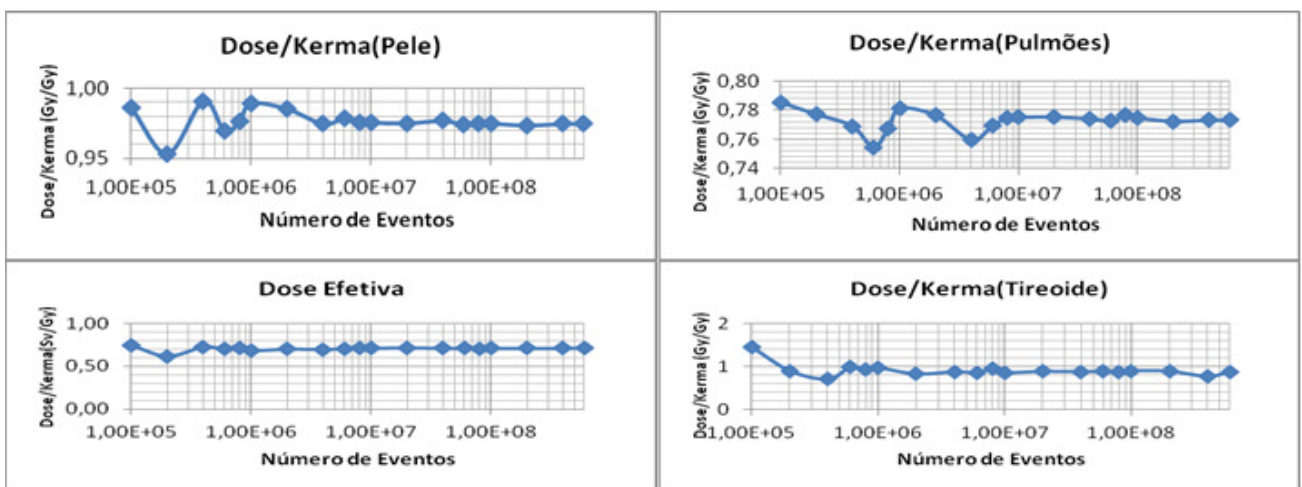 Dose/Kerma(Pele)
Dose/Kerma (Gy/Gy)
1,00
0,95
1,00E+05 1,00E+06 1,00E+07 1,00E+08
Número de Eventos
Dose/Kerma(Pulmões)
Dose/Kerma (Gy/Gy)
0,80
0,78
0,76
0,74
1,00E+05 1,00E+06 1,00E+07 1,00E+08
Número de Eventos
Dose Efetiva
Dose/Kerma(Sv/Gy)
1,00
0,50
0,00
1,00E+05 1,00E+06 1,00E+07 1,00E+08
Número de Eventos
Dose/Kerma(Tireoide)
Dose/Kerma(Gy/Gy)
2
1
0
1,00E+05 1,00E+06 1,00E+07 1,00E+08
Número de Eventos